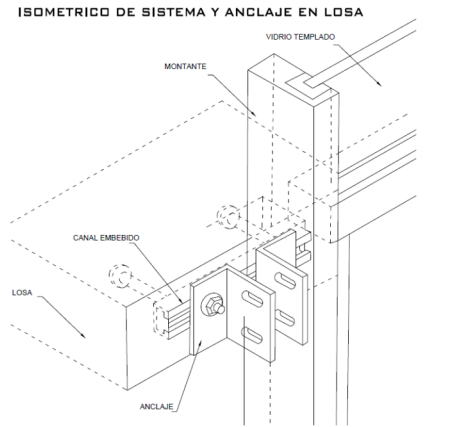 ISOMETRICO DE SISTEMA Y ANCLAJE EN LOSA
VIDRIO TEMPLADO
MONTANTE
CANAL EMBEBIDO
LOSA
ANCLAJE